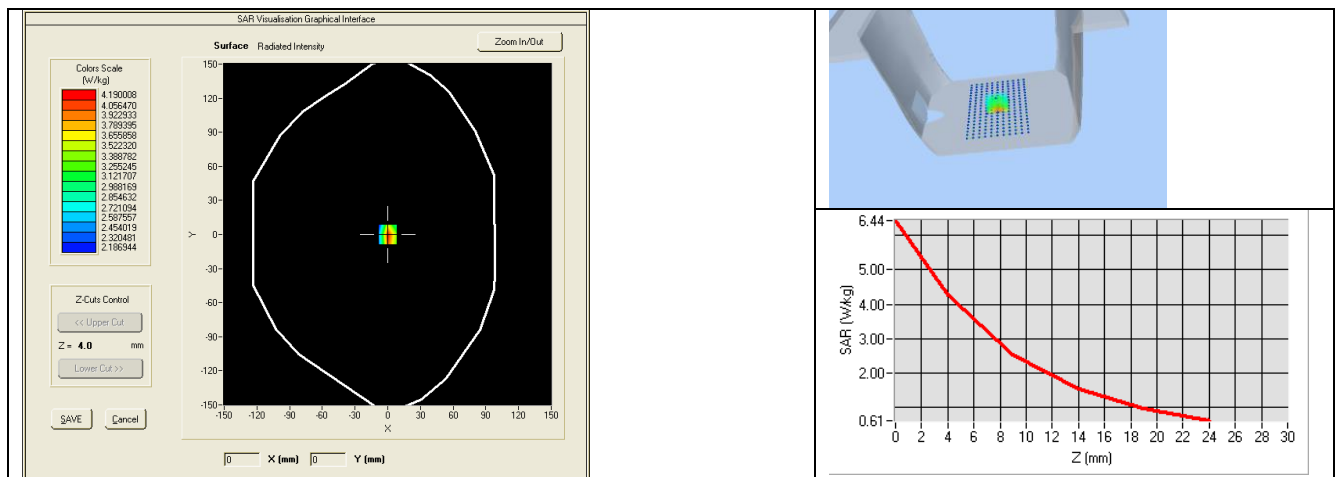 SAR Visualisation Graphical Interface
Surface Radiated Intensity
Zoom In/Out
Colors Scale
(W/kg)
4.190008
4.056470
3.922933
3.789395
3.655858
3.522320
3.388782
3.255245
3.121707
2.988169
2.854632
2.721094
2.587557
2.454019
2.320481
2.186944
Z-Cuts Control
<< Upper Cut
Z = 4.0 mm
Lower Cut >>
SAVE Cancel
150-
120-
90-
60-
30-
Y 0-
-30-
-60-
-90-
-120-
-150-
-150 -120 -90 -60 -30 0 30 60 90 120 150
X
0 X (mm) 0 Y (mm)
6.44-
5.00-
4.00-
3.00-
2.00-
0.61-
SAR (W/kg)
0 2 4 6 8 10 12 14 16 18 20 22 24 26 28 30
Z (mm)